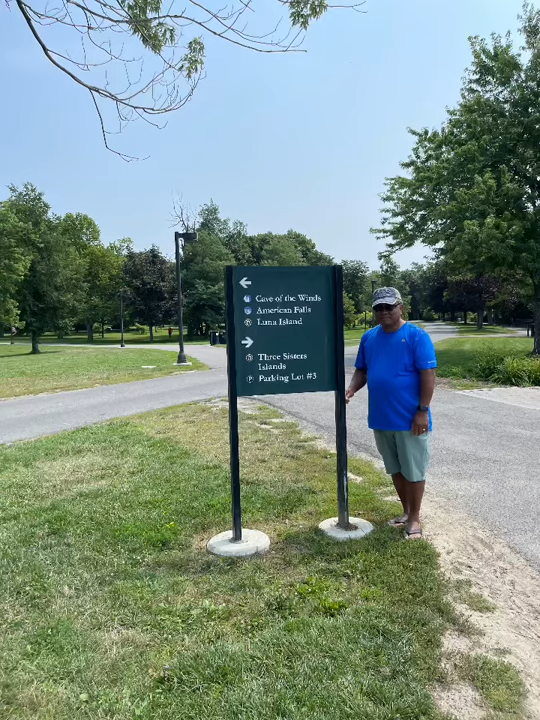 Cave of the Winds
American Falls
Luna Island
Three Sisters
Islands
P Parking Lot #3